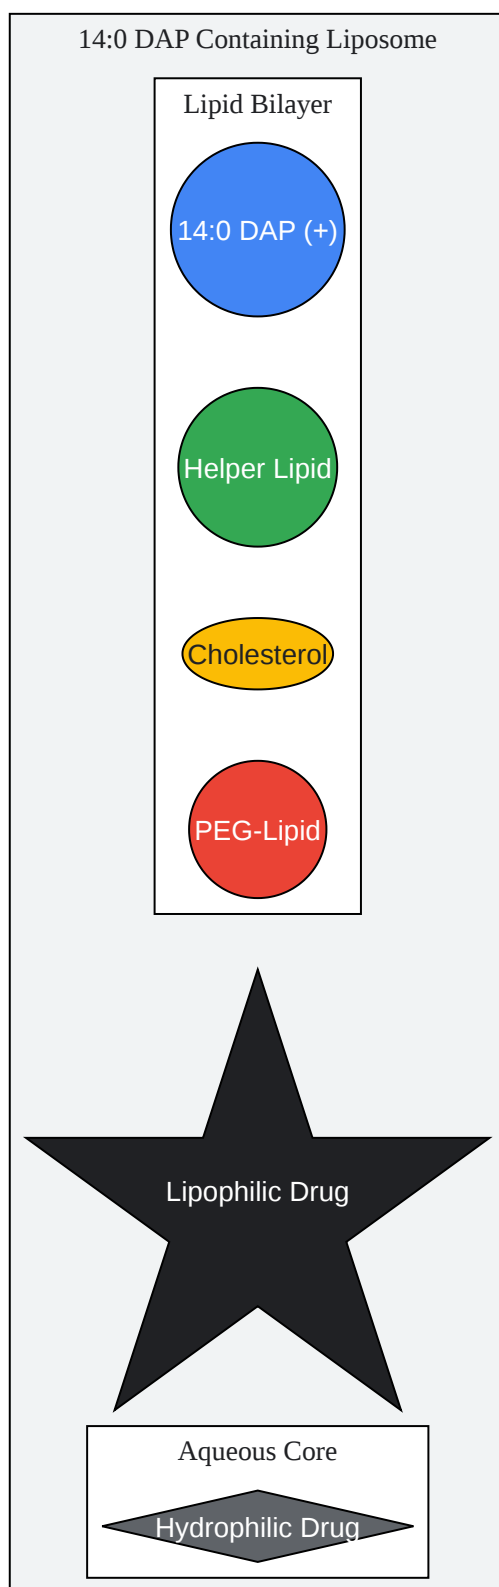 14:0 DAP Containing Liposome
Lipid Bilayer
14:0 DAP (+)
Helper Lipid
Cholesterol
PEG-Lipid
Lipophilic Drug
Aqueous Core
Hydrophilic Drug